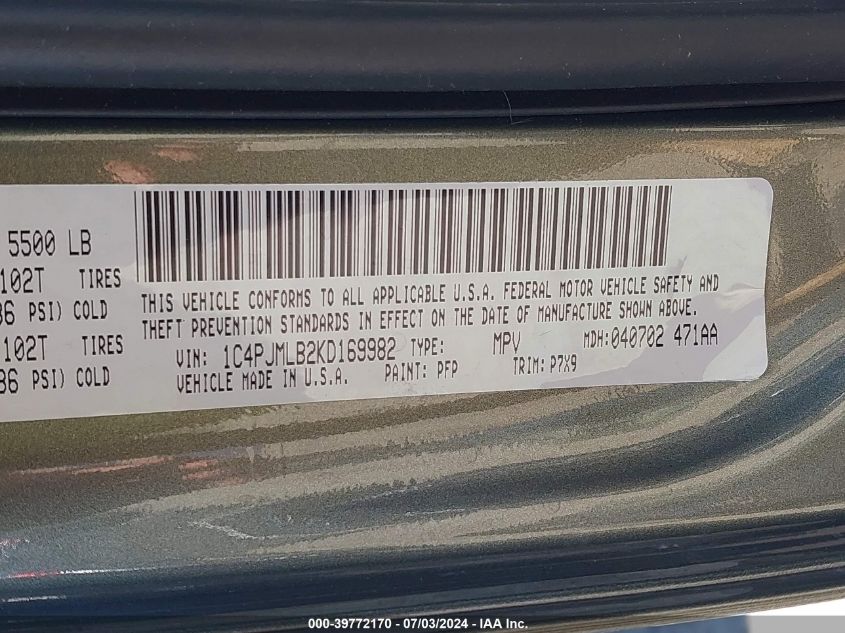 5500 LB
102T TIRES
36 PSI) COLD
102T TIRES
36 PSI) COLD
THIS VEHICLE CONFORMS TO ALL APPLICABLE U.S.A. FEDERAL MOTOR VEHICLE SAFETY AND
THEFT PREVENTION STANDARDS IN EFFECT ON THE DATE OF MANUFACTURE SHOWN ABOVE.
VIN: 1C4PJMLB2KD169982 TYPE: MPV MDH:040702 471AA
VEHICLE MADE IN U.S.A. PAINT: PFP TRIM: P7X9
000-39772170 - 07/03/2024 - IAA, Inc.